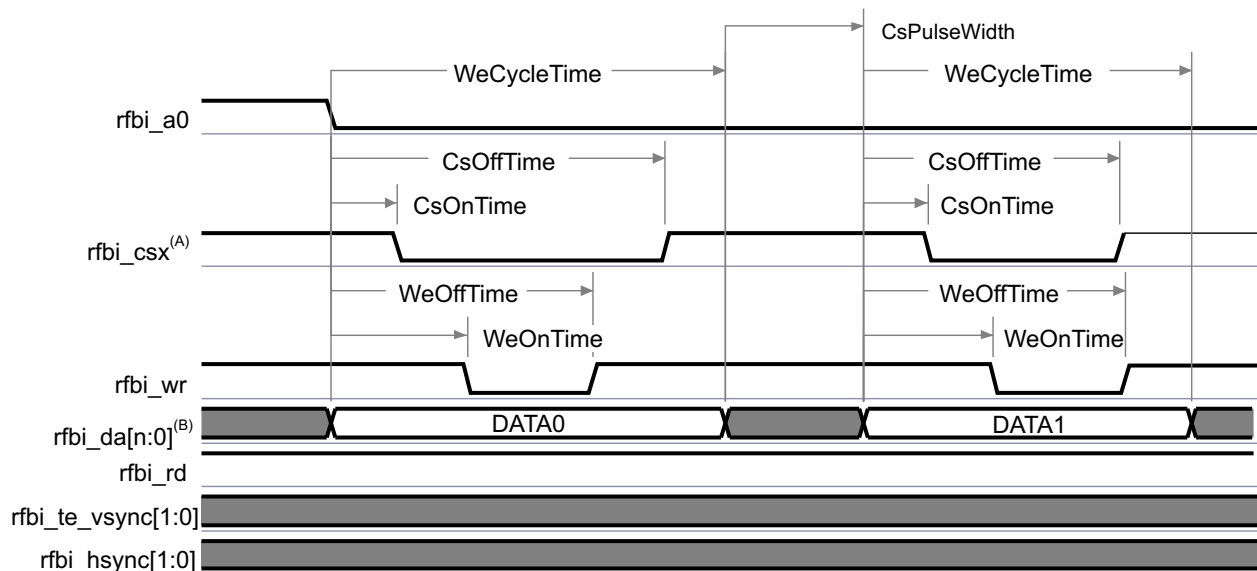 CsPulseWidth
WeCycleTime WeCycleTime
rfbi_a0
CsOffTime CsOffTime
CsOnTime CsOnTime
rfbi_csx(A)
WeOffTime WeOffTime
WeOnTime WeOnTime
rfbi_wr
rfbi_da[n:0](B) DATA0 DATA1
rfbi_rd
rfbi_te_vsync[1:0]
rfbi_hsync[1:0]